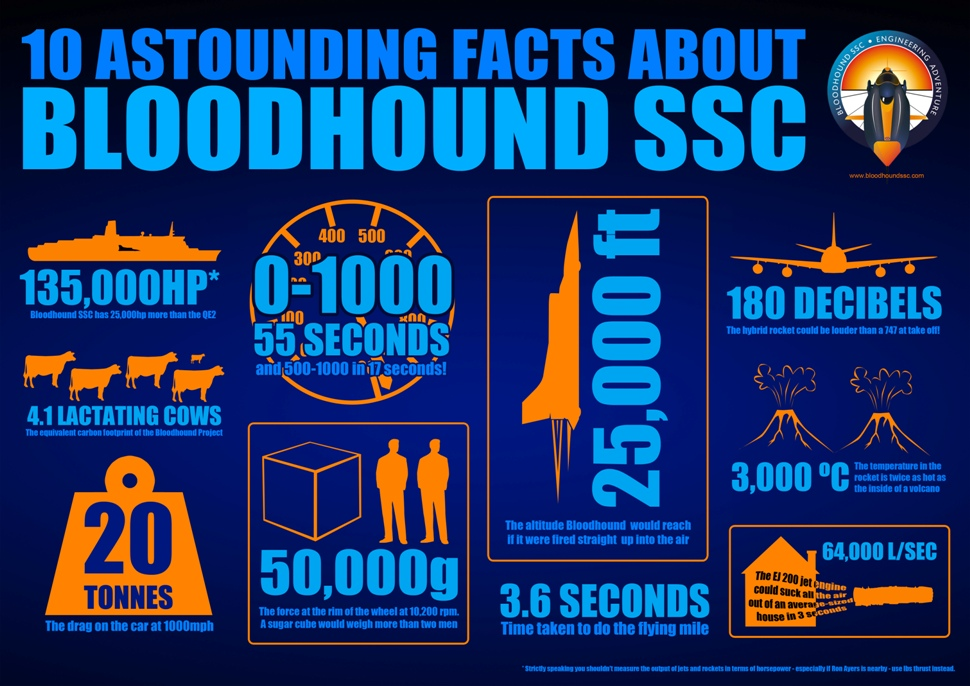 10 ASTOUNDING FACTS ABOUT
BLOODHOUND SSC
BLOODHOUND SSC • ENGINEERING ADVENTURE
www.bloodhoundssc.com
135,000HP*
Bloodhound SSC has 25,000hp more than the QE2
4.1 LACTATING COWS
The equivalent carbon footprint of the Bloodhound Project
20
TONNES
The drag on the car at 1000mph
400 500
300
0-1000
100
55 SECONDS
and 500-1000 in 17 seconds!
50,000g
The force at the rim of the wheel at 10,200 rpm.
A sugar cube would weigh more than two men
25,000 ft
The altitude Bloodhound would reach
if it were fired straight up into the air
3.6 SECONDS
Time taken to do the flying mile
180 DECIBELS
The hybrid rocket could be louder than a 747 at take off!
3,000 ºC
The temperature in the
rocket is twice as hot as
the inside of a volcano
64,000 L/SEC
The EJ 200 jet engine
could suck all the air
out of an average-sized
house in 3 seconds
* Strictly speaking you shouldn't measure the output of jets and rockets in terms of horsepower - especially if Ron Ayers is nearby - use lbs thrust instead.